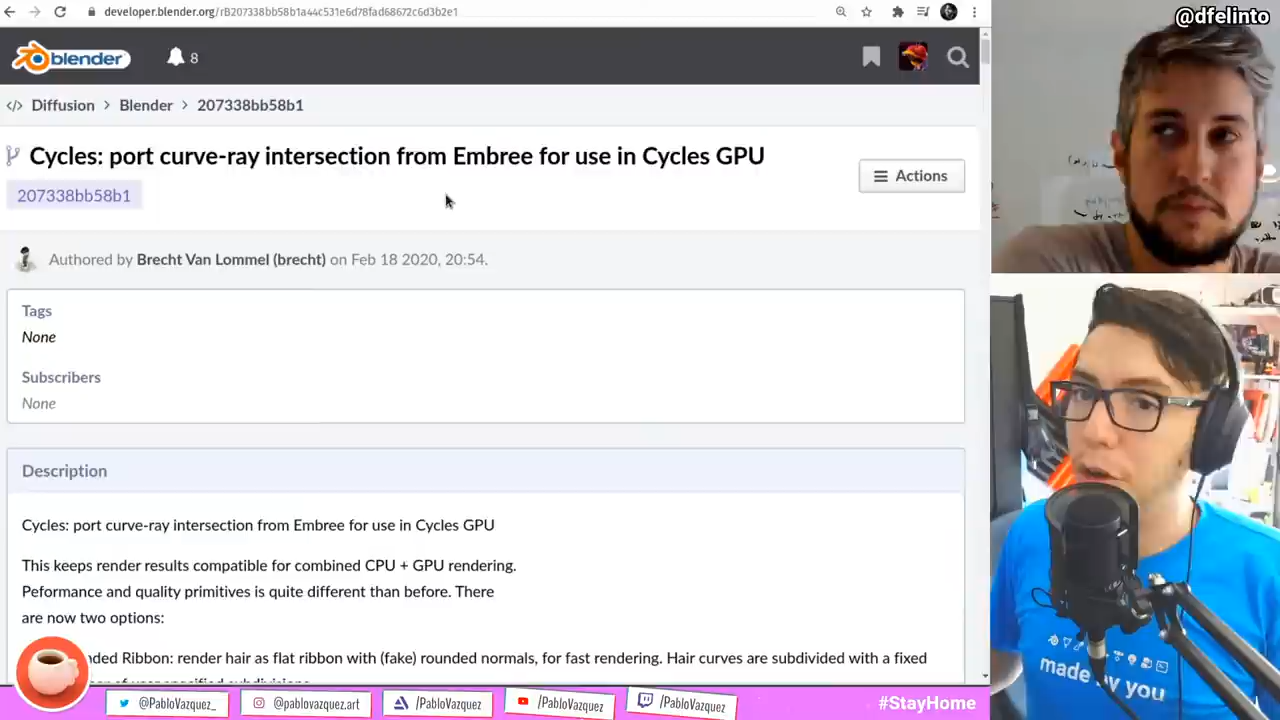 developer.blender.org/rB207338bb58b1a44c531e6d78fad68672c6d3b2e1
@dfelinto
blender
8
Diffusion > Blender > 207338bb58b1
Cycles: port curve-ray intersection from Embree for use in Cycles GPU
Actions
207338bb58b1
Authored by Brecht Van Lommel (brecht) on Feb 18 2020, 20:54.
Tags
None
Subscribers
None
Description
Cycles: port curve-ray intersection from Embree for use in Cycles GPU
This keeps render results compatible for combined CPU + GPU rendering.
Peformance and quality primitives is quite different than before. There
are now two options:
nded Ribbon: render hair as flat ribbon with (fake) rounded normals, for fast rendering. Hair curves are subdivided with a fixed
made by you
@PabloVazquez_
@pablovazquez.art
/PabloVazquez
/PabloVazquez
/PabloVazquez
#StayHome